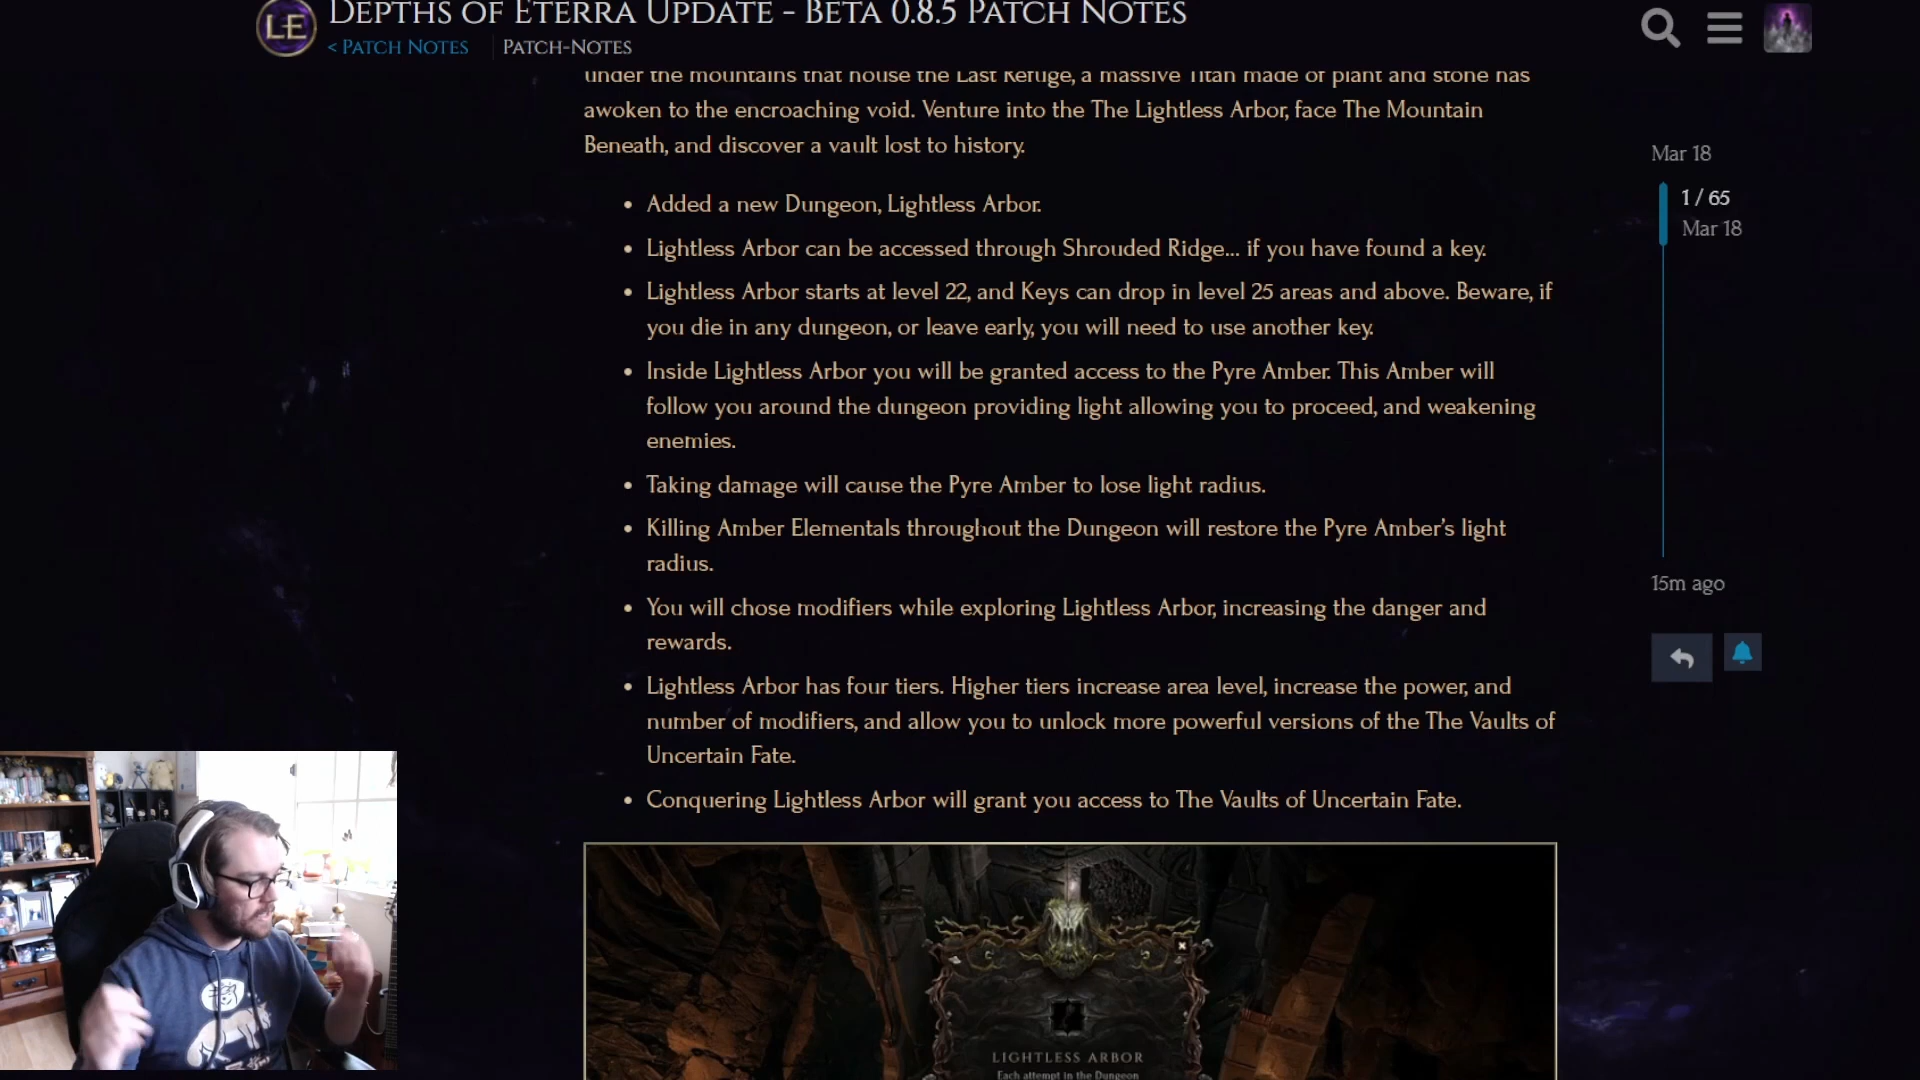 LE
DEPTHS OF ETERRA UPDATE - BETA 0.8.5 PATCH NOTES
< PATCH NOTES
PATCH-NOTES
under the mountains that house the Last Refuge, a massive Titan made of plant and stone has
awoken to the encroaching void. Venture into the The Lightless Arbor, face The Mountain
Beneath, and discover a vault lost to history.
• Added a new Dungeon, Lightless Arbor.
• Lightless Arbor can be accessed through Shrouded Ridge... if you have found a key.
• Lightless Arbor starts at level 22, and Keys can drop in level 25 areas and above. Beware, if
you die in any dungeon, or leave early, you will need to use another key.
• Inside Lightless Arbor you will be granted access to the Pyre Amber. This Amber will
follow you around the dungeon providing light allowing you to proceed, and weakening
enemies.
• Taking damage will cause the Pyre Amber to lose light radius.
• Killing Amber Elementals throughout the Dungeon will restore the Pyre Amber's light
radius.
• You will chose modifiers while exploring Lightless Arbor, increasing the danger and
rewards.
• Lightless Arbor has four tiers. Higher tiers increase area level, increase the power, and
number of modifiers, and allow you to unlock more powerful versions of the The Vaults of
Uncertain Fate.
• Conquering Lightless Arbor will grant you access to The Vaults of Uncertain Fate.
Mar 18
1 / 65
Mar 18
15m ago
LIGHTLESS ARBOR
Each attempt in the Dungeon